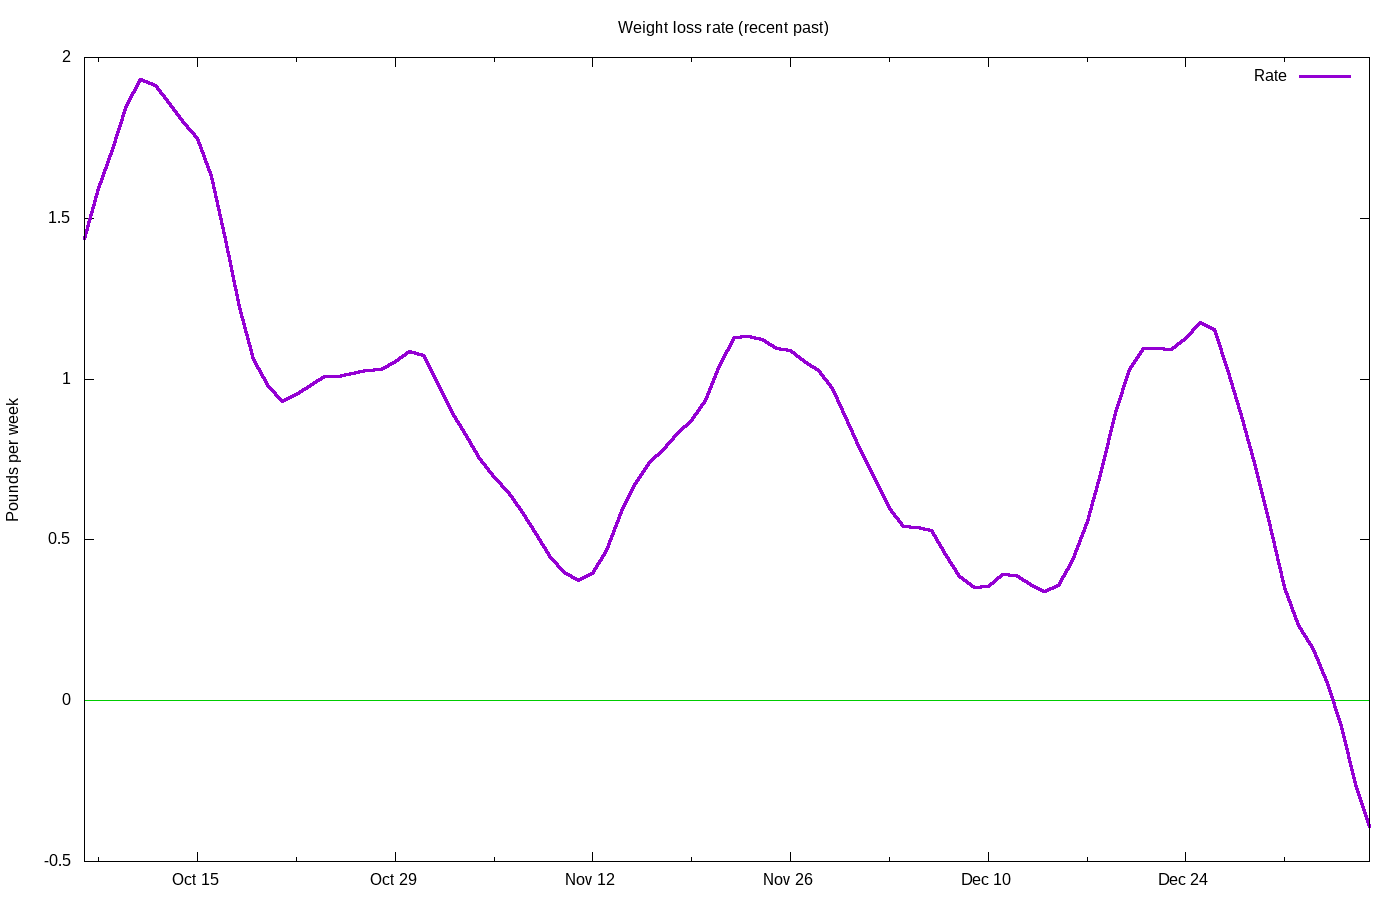 Weight loss rate (recent past)
Rate
2
1.5
1
0.5
0
-0.5
Pounds per week
Oct 15
Oct 29
Nov 12
Nov 26
Dec 10
Dec 24